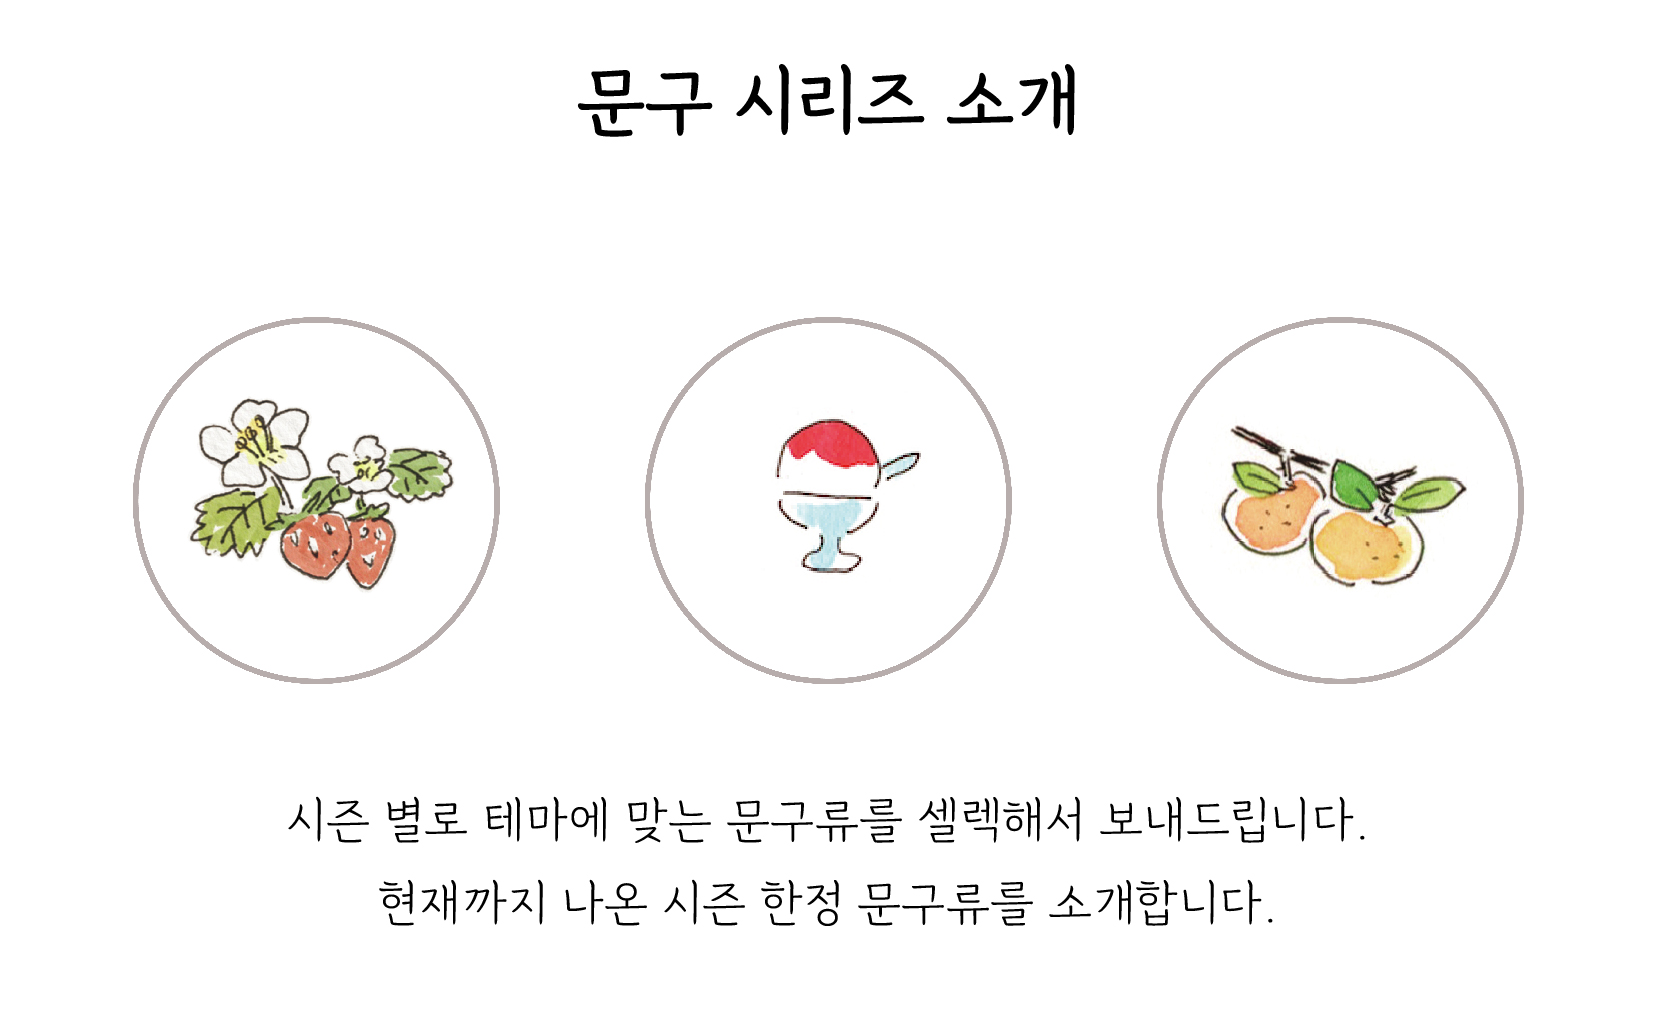 문구 시리즈 소개
시즌 별로 테마에 맞는 문구류를 셀렉해서 보내드립니다.
현재까지 나온 시즌 한정 문구류를 소개합니다.